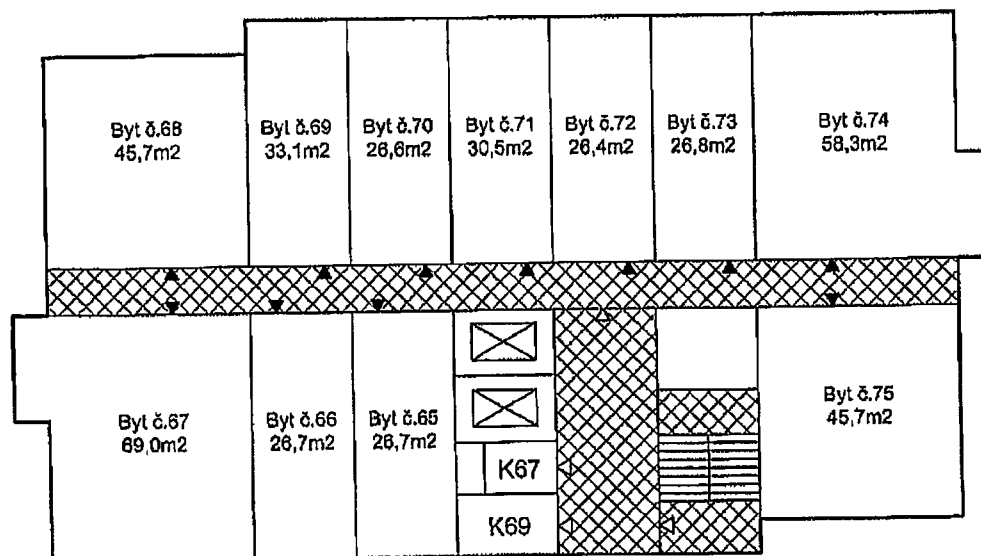 Byt č.68
45,7m2
Byt č.69
33,1m2
Byt č.70
26,6m2
Byt č.71
30,5m2
Byt č.72
26,4m2
Byt č.73
26,8m2
Byt č.74
58,3m2
Byt č.67
69,0m2
Byt č.66
26,7m2
Byt č.65
26,7m2
K67
K69
Byt č.75
45,7m2